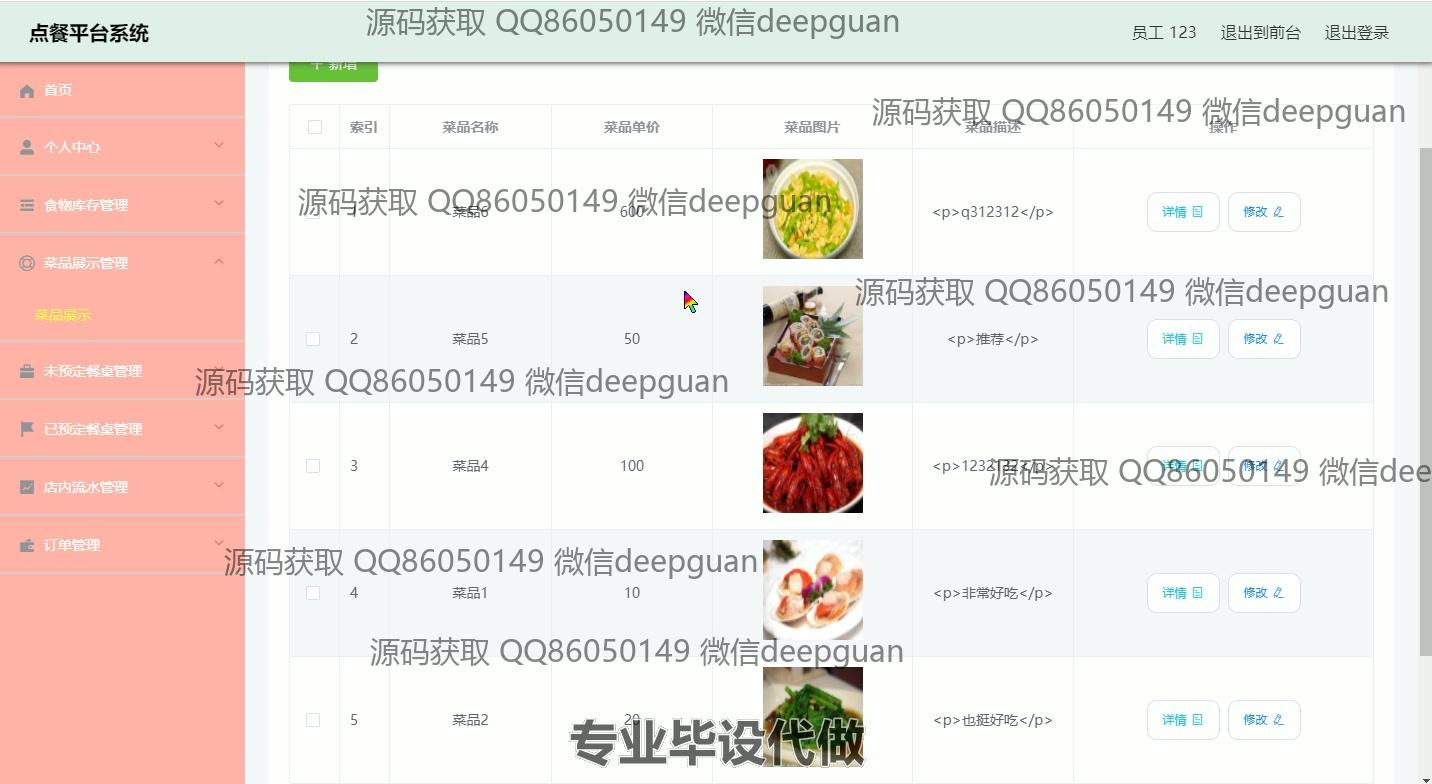 点餐平台系统
源码获取 QQ86050149 微信deepguan
员工 123
退出到前台
退出登录
新增
首页
个人中心
食物库存管理
菜品展示管理
菜品展示
未预定餐桌管理
已预定餐桌管理
店内流水管理
订单管理
索引 菜品名称 菜品单价 菜品图片 菜品描述 操作
源码获取 QQ86050149 微信deepguan
1 菜品6 600 <p>q312312</p> 详情 修改
源码获取 QQ86050149 微信deepguan
源码获取 QQ86050149 微信deepguan
2 菜品5 50 <p>推荐</p> 详情 修改
源码获取 QQ86050149 微信deepguan
3 菜品4 100 <p>12321322</p> 详情 修改
源码获取 QQ86050149 微信dee
源码获取 QQ86050149 微信deepguan
4 菜品1 10 <p>非常好吃</p> 详情 修改
源码获取 QQ86050149 微信deepguan
5 菜品2 20 <p>也挺好吃</p> 详情 修改
专业毕设代做